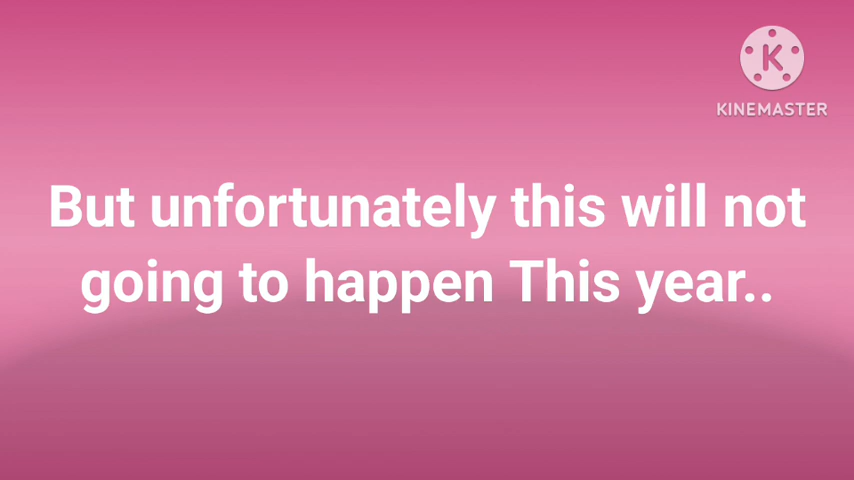 K
KINEMASTER
But unfortunately this will not
going to happen This year..